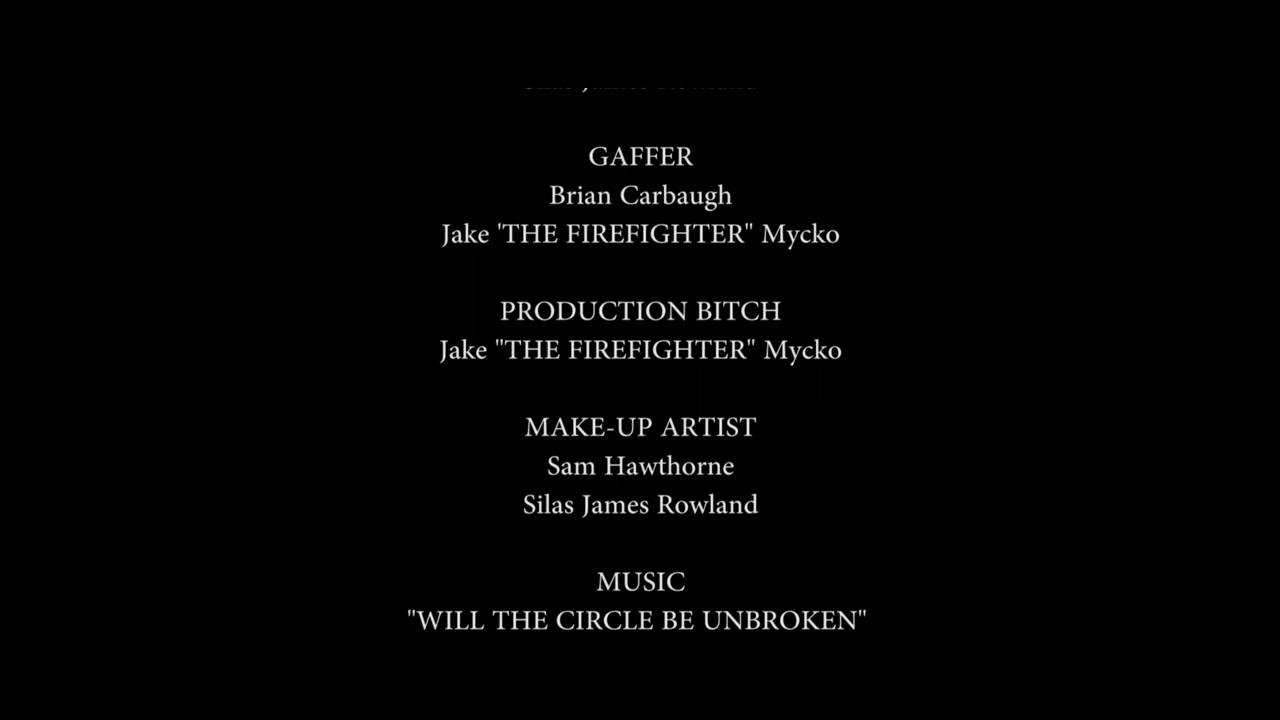 GAFFER
Brian Carbaugh
Jake 'THE FIREFIGHTER" Mycko
PRODUCTION BITCH
Jake "THE FIREFIGHTER" Mycko
MAKE-UP ARTIST
Sam Hawthorne
Silas James Rowland
MUSIC
"WILL THE CIRCLE BE UNBROKEN"